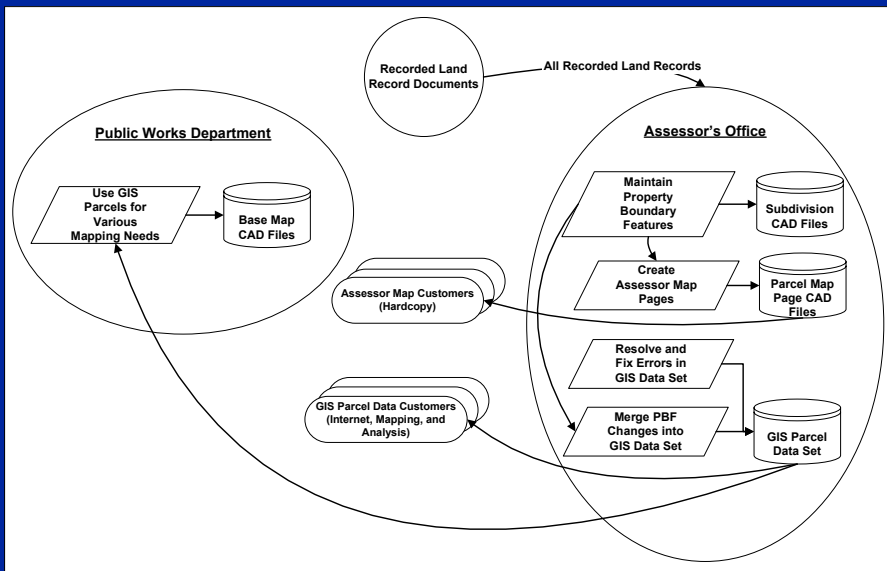 Recorded Land
Record Documents
All Recorded Land Records
Public Works Department
Use GIS
Parcels for
Various
Mapping Needs
Base Map
CAD Files
Assessor's Office
Maintain
Property
Boundary
Features
Subdivision
CAD Files
Create
Assessor Map
Pages
Parcel Map
Page CAD
Files
Assessor Map Customers
(Hardcopy)
Resolve and
Fix Errors in
GIS Data Set
GIS Parcel Data Customers
(Internet, Mapping, and
Analysis)
Merge PBF
Changes into
GIS Data Set
GIS Parcel
Data Set